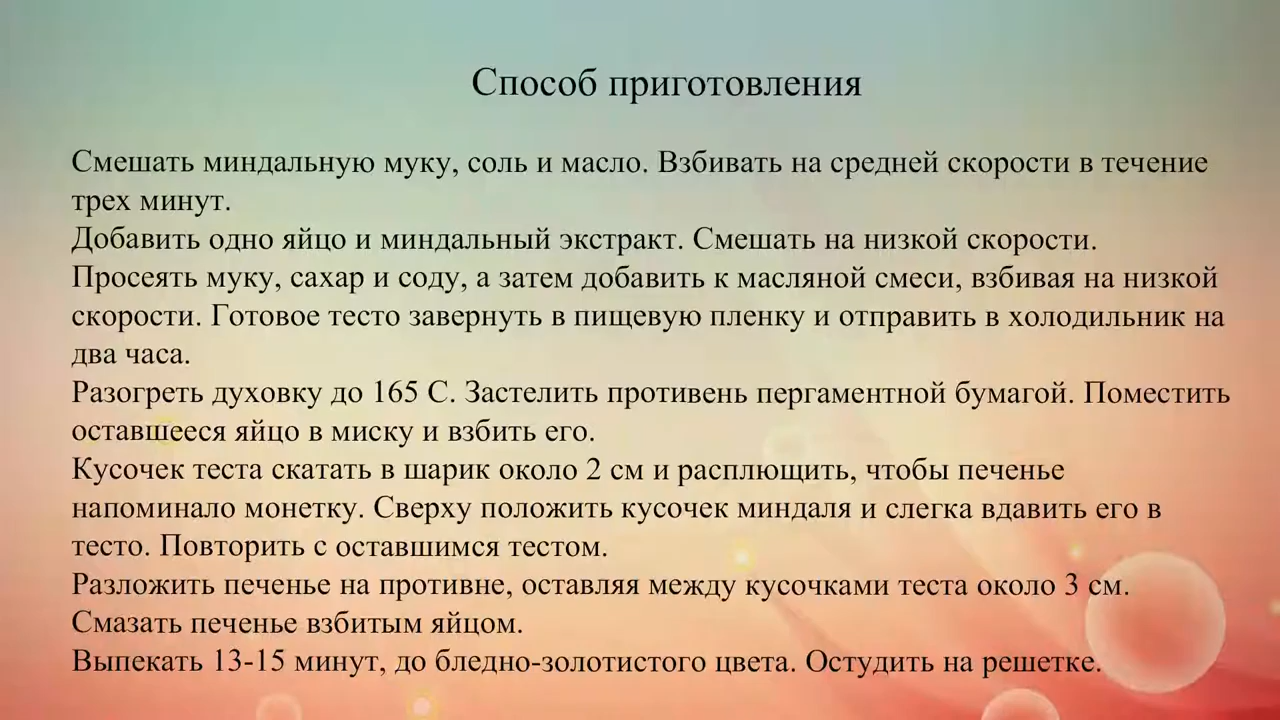 Способ приготовления
Смешать миндальную муку, соль и масло. Взбивать на средней скорости в течение
трех минут.
Добавить одно яйцо и миндальный экстракт. Смешать на низкой скорости.
Просеять муку, сахар и соду, а затем добавить к масляной смеси, взбивая на низкой
скорости. Готовое тесто завернуть в пищевую пленку и отправить в холодильник на
два часа.
Разогреть духовку до 165 С. Застелить противень пергаментной бумагой. Поместить
оставшееся яйцо в миску и взбить его.
Кусочек теста скатать в шарик около 2 см и расплющить, чтобы печенье
напоминало монетку. Сверху положить кусочек миндаля и слегка вдавить его в
тесто. Повторить с оставшимся тестом.
Разложить печенье на противне, оставляя между кусочками теста около 3 см.
Смазать печенье взбитым яйцом.
Выпекать 13-15 минут, до бледно-золотистого цвета. Остудить на решетке.